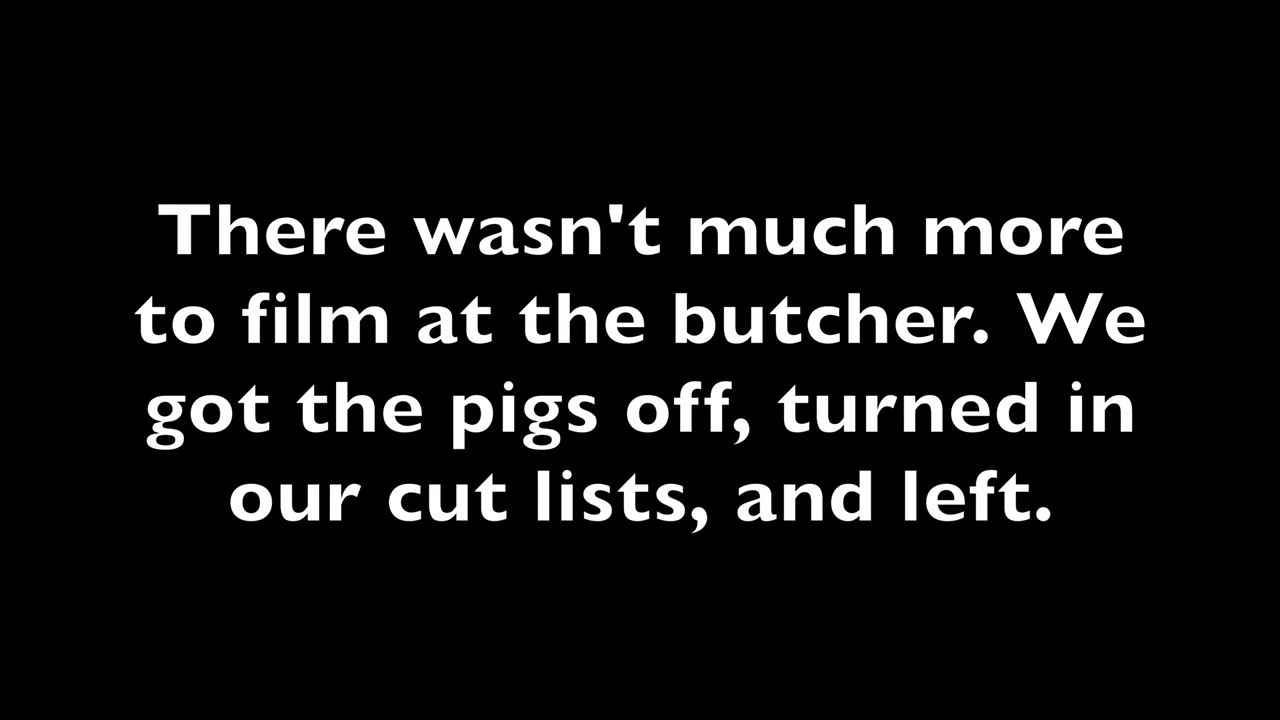 There wasn't much more
to film at the butcher. We
got the pigs off, turned in
our cut lists, and left.